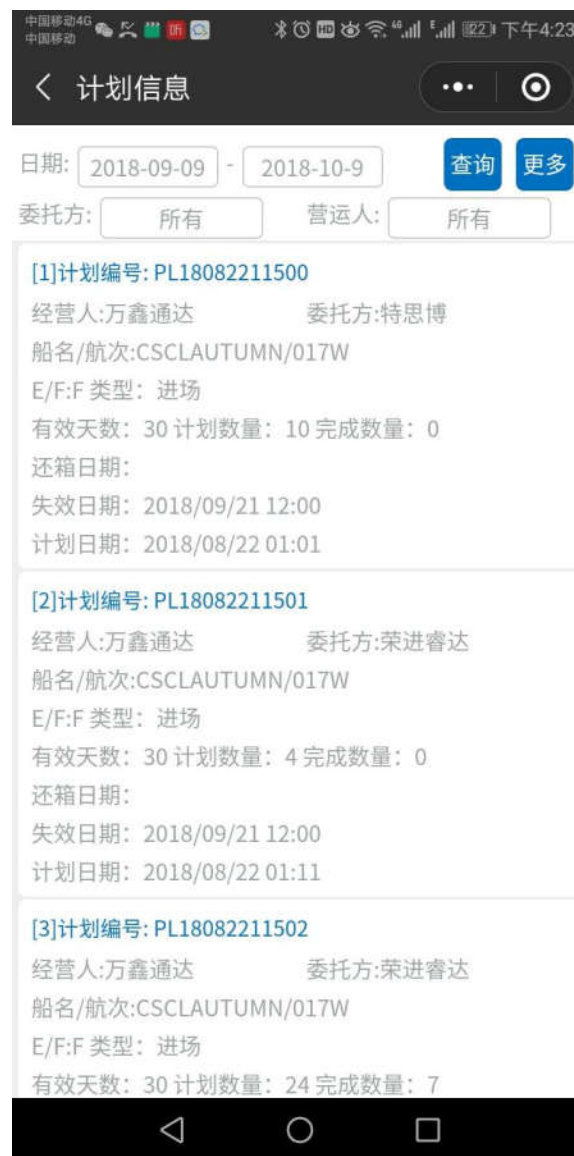 中国移动4G
中国移动
HD 4G E 22 下午4:23
计划信息
日期: 2018-09-09 - 2018-10-9 查询 更多
委托方: 所有 营运人: 所有
[1]计划编号: PL18082211500
经营人:万鑫通达 委托方:特思博
船名/航次:CSCLAUTUMN/017W
E/F:F 类型：进场
有效天数：30 计划数量：10 完成数量：0
还箱日期：
失效日期：2018/09/21 12:00
计划日期：2018/08/22 01:01
[2]计划编号: PL18082211501
经营人:万鑫通达 委托方:荣进睿达
船名/航次:CSCLAUTUMN/017W
E/F:F 类型：进场
有效天数：30 计划数量：4 完成数量：0
还箱日期：
失效日期：2018/09/21 12:00
计划日期：2018/08/22 01:11
[3]计划编号: PL18082211502
经营人:万鑫通达 委托方:荣进睿达
船名/航次:CSCLAUTUMN/017W
E/F:F 类型：进场
有效天数：30 计划数量：24 完成数量：7